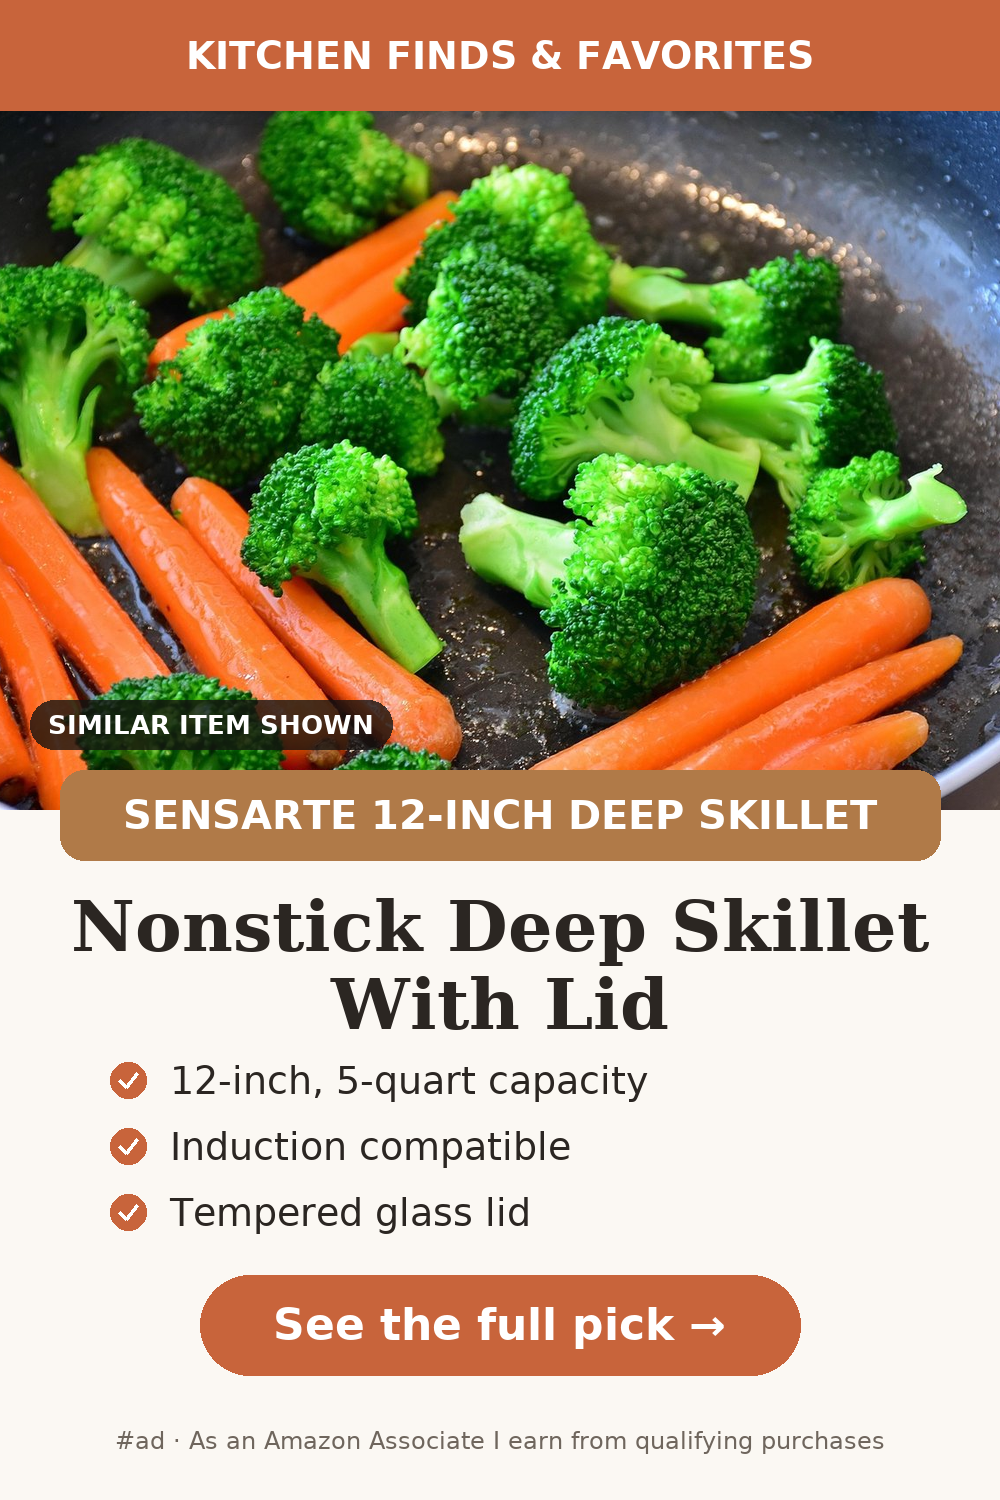 KITCHEN FINDS & FAVORITES
SIMILAR ITEM SHOWN
SENSARTE 12-INCH DEEP SKILLET
Nonstick Deep Skillet
With Lid
12-inch, 5-quart capacity
Induction compatible
Tempered glass lid
See the full pick →
#ad · As an Amazon Associate I earn from qualifying purchases